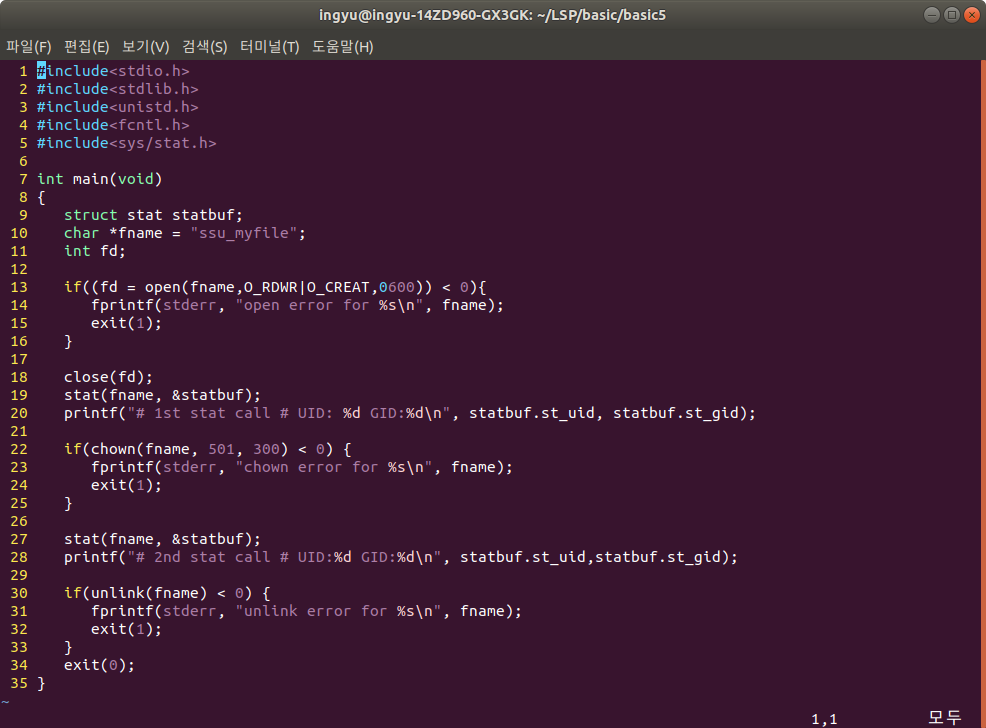 ingyu@ingyu-14ZD960-GX3GK: ~/LSP/basic/basic5
파일(F) 편집(E) 보기(V) 검색(S) 터미널(T) 도움말(H)
1 #include<stdio.h>
2 #include<stdlib.h>
3 #include<unistd.h>
4 #include<fcntl.h>
5 #include<sys/stat.h>
6
7 int main(void)
8 {
9    struct stat statbuf;
10    char *fname = "ssu_myfile";
11    int fd;
12
13    if((fd = open(fname,O_RDWR|O_CREAT,0600)) < 0){
14       fprintf(stderr, "open error for %s\n", fname);
15       exit(1);
16    }
17
18    close(fd);
19    stat(fname, &statbuf);
20    printf("# 1st stat call # UID: %d GID:%d\n", statbuf.st_uid, statbuf.st_gid);
21
22    if(chown(fname, 501, 300) < 0) {
23       fprintf(stderr, "chown error for %s\n", fname);
24       exit(1);
25    }
26
27    stat(fname, &statbuf);
28    printf("# 2nd stat call # UID:%d GID:%d\n", statbuf.st_uid,statbuf.st_gid);
29
30    if(unlink(fname) < 0) {
31       fprintf(stderr, "unlink error for %s\n", fname);
32       exit(1);
33    }
34    exit(0);
35 }
~
1,1 모두